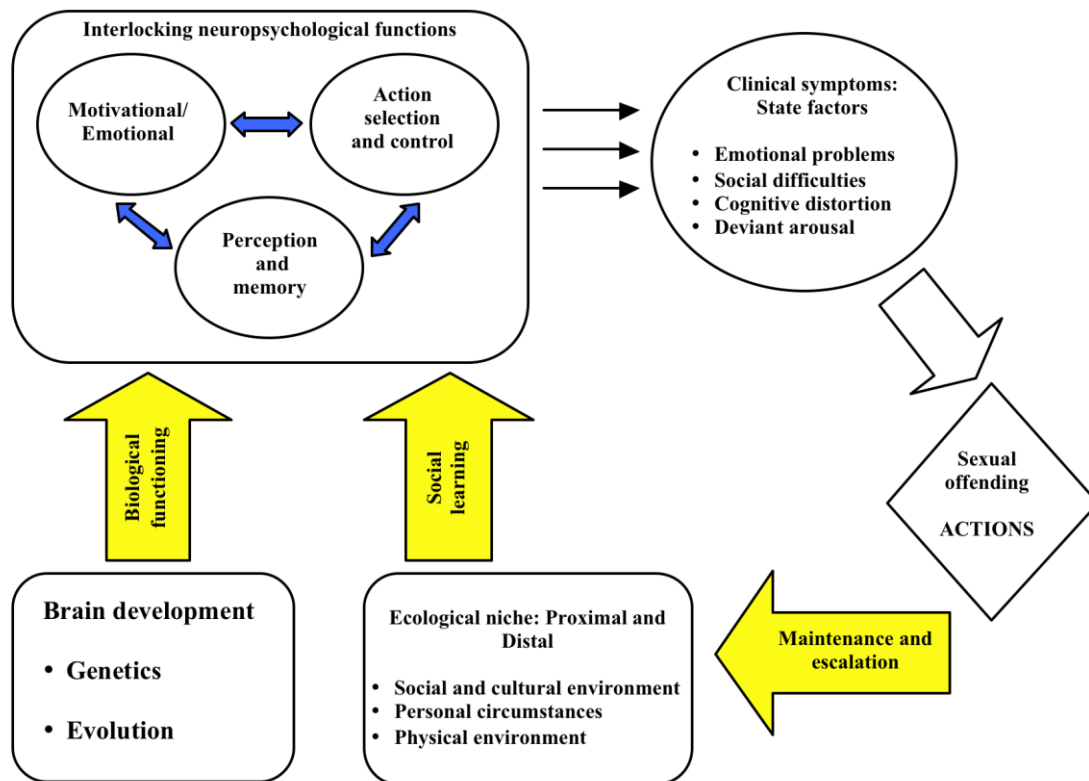 Interlocking neuropsychological functions
Motivational/
Emotional
Action
selection
and control
Perception
and
memory
Clinical symptoms:
State factors
• Emotional problems
• Social difficulties
• Cognitive distortion
• Deviant arousal
Sexual
offending
ACTIONS
Biological
functioning
Social
learning
Brain development
• Genetics
• Evolution
Ecological niche: Proximal and
Distal
• Social and cultural environment
• Personal circumstances
• Physical environment
Maintenance and
escalation